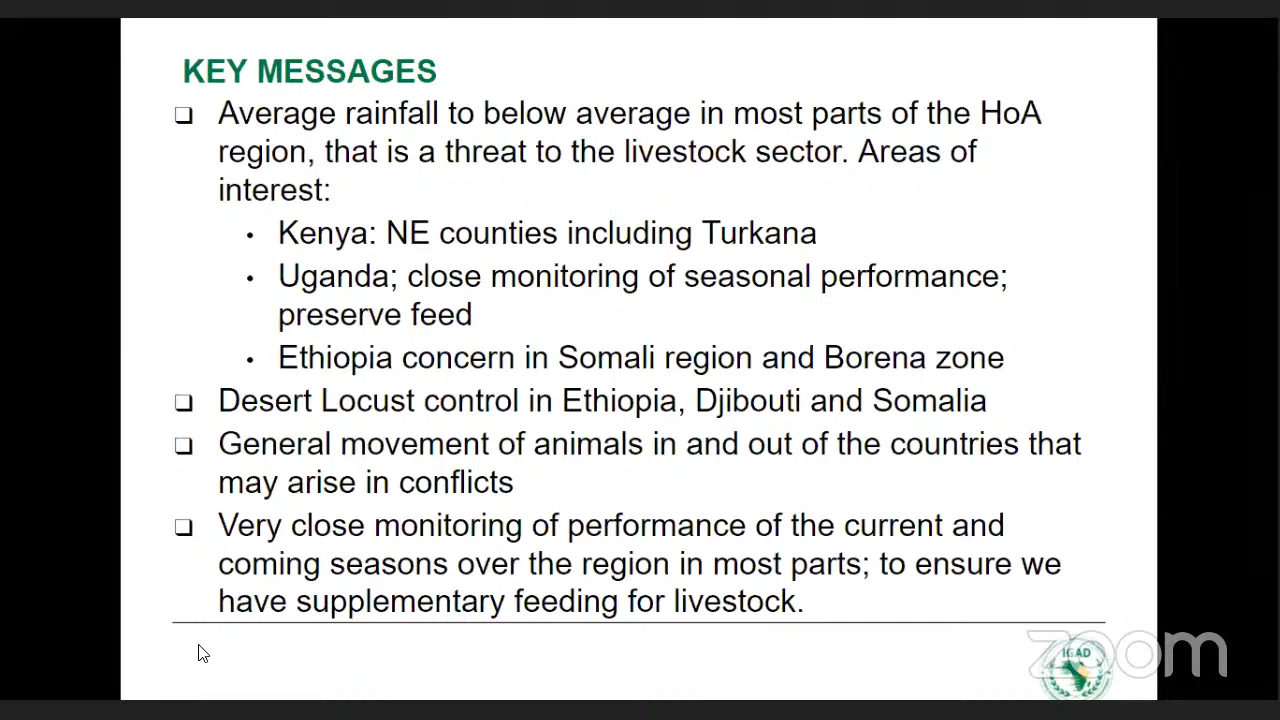 KEY MESSAGES
❑ Average rainfall to below average in most parts of the HoA
region, that is a threat to the livestock sector. Areas of
interest:
• Kenya: NE counties including Turkana
• Uganda; close monitoring of seasonal performance;
preserve feed
• Ethiopia concern in Somali region and Borena zone
❑ Desert Locust control in Ethiopia, Djibouti and Somalia
❑ General movement of animals in and out of the countries that
may arise in conflicts
❑ Very close monitoring of performance of the current and
coming seasons over the region in most parts; to ensure we
have supplementary feeding for livestock.
IGAD
zoom